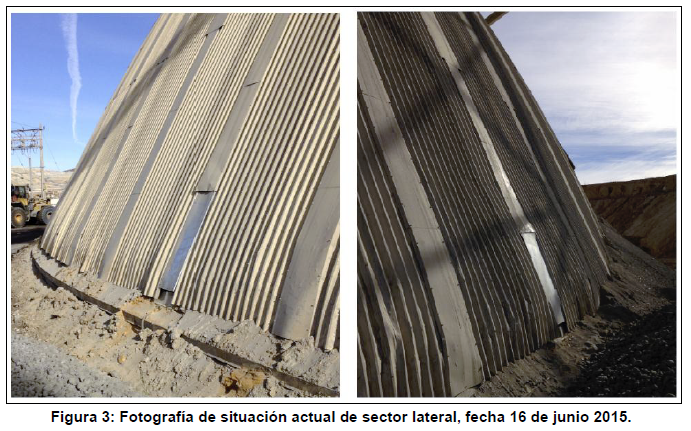 Figura 3: Fotografía de situación actual de sector lateral, fecha 16 de junio 2015.